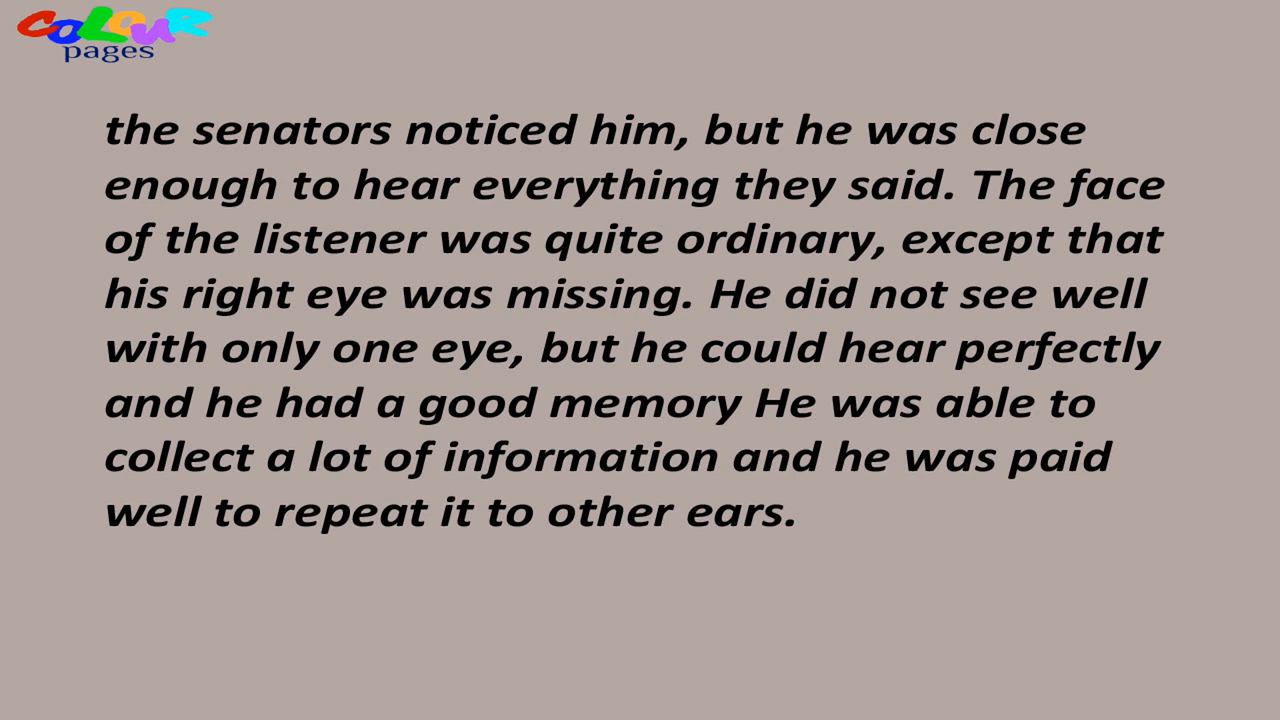 COLOUR
pages
the senators noticed him, but he was close
enough to hear everything they said. The face
of the listener was quite ordinary, except that
his right eye was missing. He did not see well
with only one eye, but he could hear perfectly
and he had a good memory He was able to
collect a lot of information and he was paid
well to repeat it to other ears.